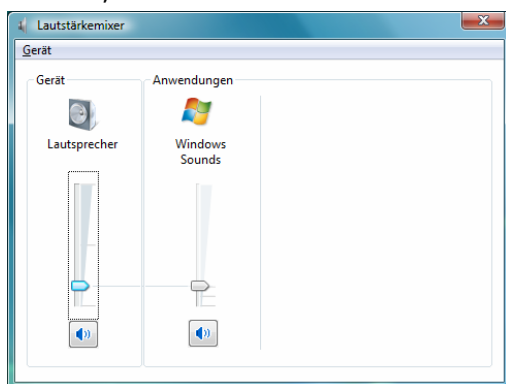 Lautstärkemixer
Gerät
Gerät
Anwendungen
Lautsprecher
Windows
Sounds